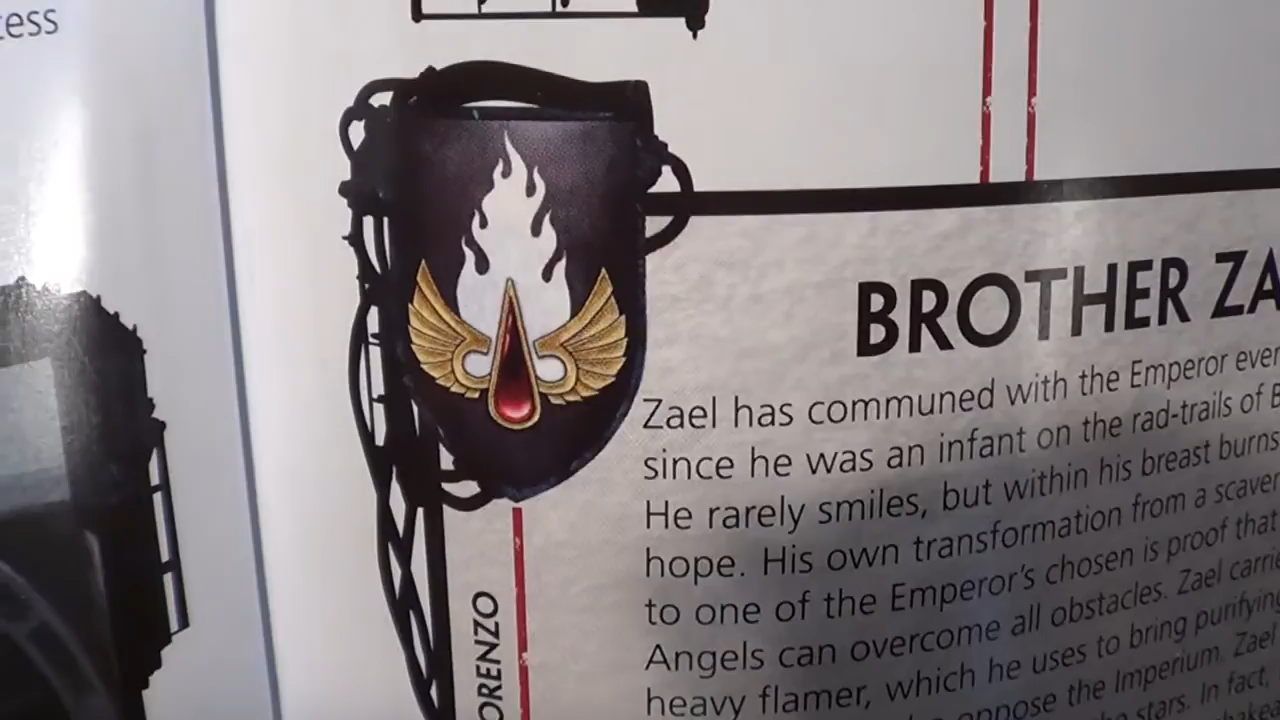 cess
BROTHER ZA
Zael has communed with the Emperor ever
since he was an infant on the rad-trails of B
He rarely smiles, but within his breast burns
hope. His own transformation from a scaven
to one of the Emperor's chosen is proof that
Angels can overcome all obstacles. Zael carrie
heavy flamer, which he uses to bring purifying
oppose the Imperium. Zael
stars. In fact,
ORENZO